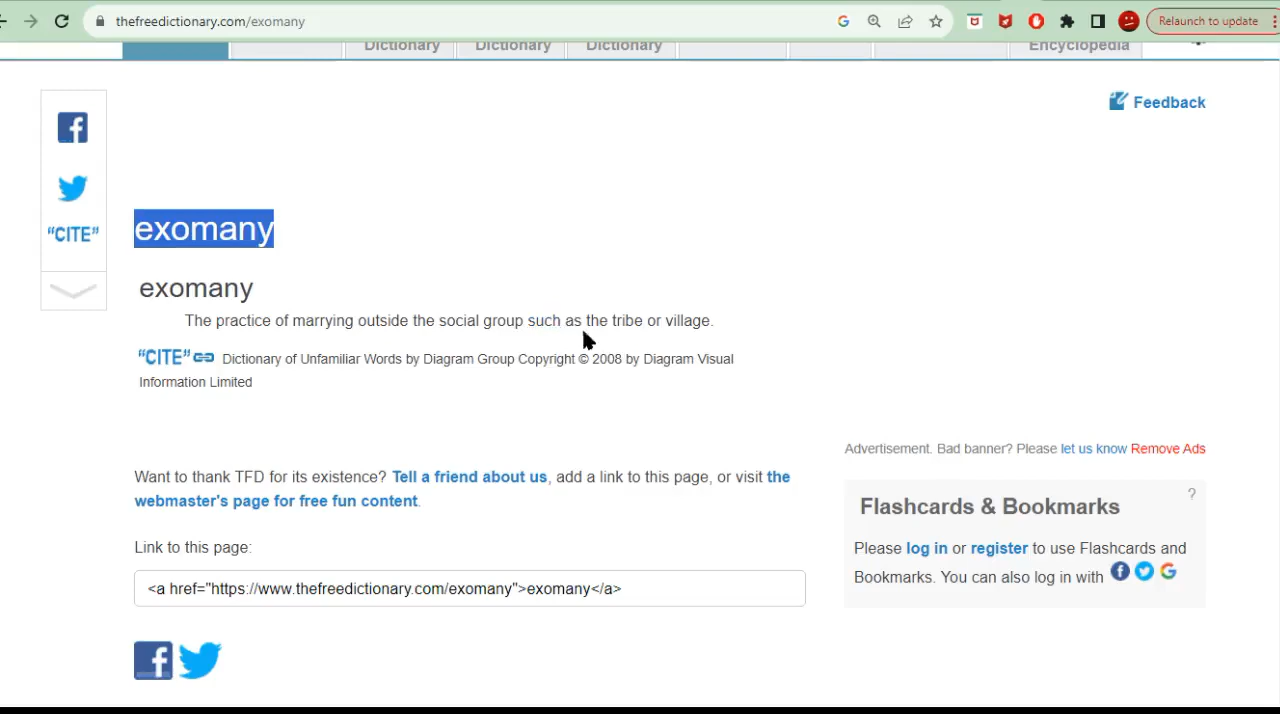 thefreedictionary.com/exomany
Relaunch to update
Dictionary Dictionary Dictionary Encyclopedia
Feedback
"CITE"
exomany
exomany
The practice of marrying outside the social group such as the tribe or village.
"CITE" Dictionary of Unfamiliar Words by Diagram Group Copyright © 2008 by Diagram Visual
Information Limited
Advertisement. Bad banner? Please let us know Remove Ads
Want to thank TFD for its existence? Tell a friend about us, add a link to this page, or visit the
webmaster's page for free fun content.
Flashcards & Bookmarks
?
Please log in or register to use Flashcards and
Bookmarks. You can also log in with
Link to this page:
<a href="https://www.thefreedictionary.com/exomany">exomany</a>